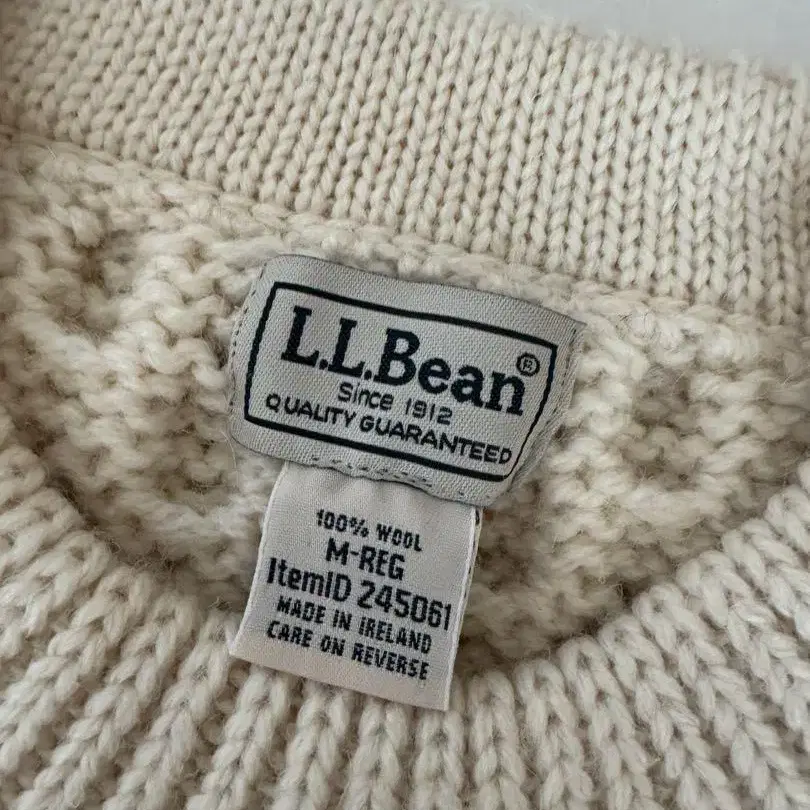 L.L.Bean®
Since 1912
QUALITY GUARANTEED
100% WOOL
M-REG
ItemID 245061
MADE IN IRELAND
CARE ON REVERSE